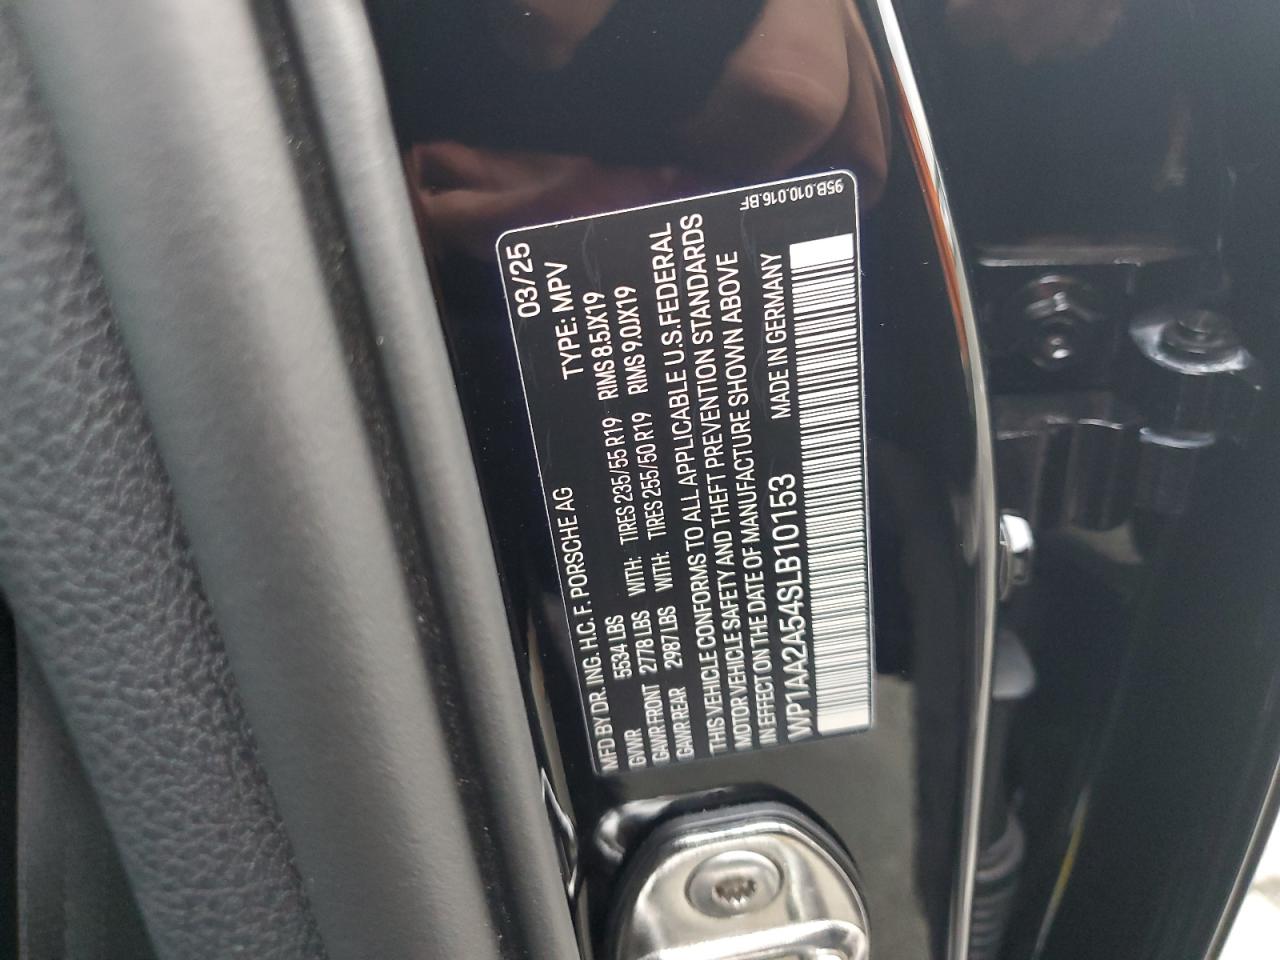 03/25
MFD BY DR. ING. H.C. F. PORSCHE AG TYPE: MPV
GVWR 5534 LBS WITH: TIRES 235/55 R19 RIMS 8.5JX19
GAWR FRONT 2778 LBS WITH: TIRES 255/50 R19 RIMS 9.0JX19
GAWR REAR 2987 LBS
THIS VEHICLE CONFORMS TO ALL APPLICABLE U.S.FEDERAL
MOTOR VEHICLE SAFETY AND THEFT PREVENTION STANDARDS
IN EFFECT ON THE DATE OF MANUFACTURE SHOWN ABOVE
WP1AA2A54SLB10153 MADE IN GERMANY
95B.010.016.BF